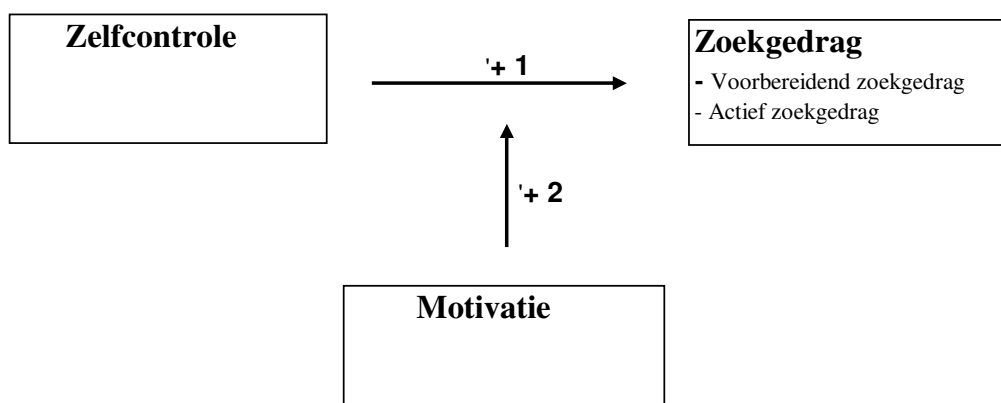 Zelfcontrole
'+ 1
Zoekgedrag
- Voorbereidend zoekgedrag
- Actief zoekgedrag
'+ 2
Motivatie